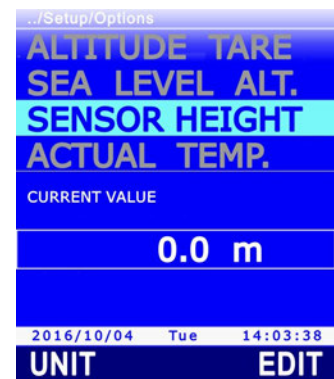 ../Setup/Options
ALTITUDE TARE
SEA LEVEL ALT.
SENSOR HEIGHT
ACTUAL TEMP.
CURRENT VALUE
0.0 m
2016/10/04 Tue 14:03:38
UNIT EDIT